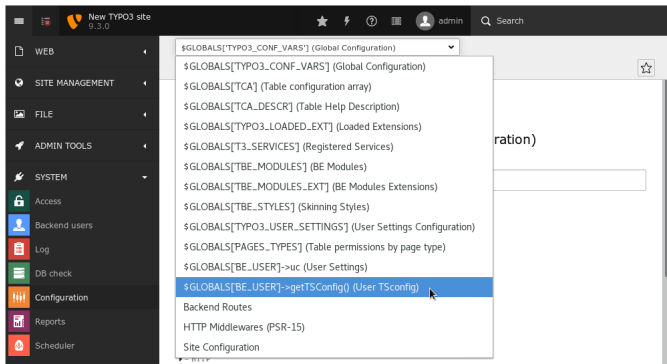 New TYPO3 site
9.3.0
admin
Search
WEB
SITE MANAGEMENT
FILE
ADMIN TOOLS
SYSTEM
Access
Backend users
Log
DB check
Configuration
Reports
Scheduler
$GLOBALS['TYPO3_CONF_VARS'] (Global Configuration)
$GLOBALS['TYPO3_CONF_VARS'] (Global Configuration)
$GLOBALS['TCA'] (Table configuration array)
$GLOBALS['TCA_DESCR'] (Table Help Description)
$GLOBALS['TYPO3_LOADED_EXT'] (Loaded Extensions)
$GLOBALS['T3_SERVICES'] (Registered Services)
$GLOBALS['TBE_MODULES'] (BE Modules)
$GLOBALS['TBE_MODULES_EXT'] (BE Modules Extensions)
$GLOBALS['TBE_STYLES'] (Skinning Styles)
$GLOBALS['TYPO3_USER_SETTINGS'] (User Settings Configuration)
$GLOBALS['PAGES_TYPES'] (Table permissions by page type)
$GLOBALS['BE_USER']->uc (User Settings)
$GLOBALS['BE_USER']->getTSConfig() (User TSconfig)
Backend Routes
HTTP Middlewares (PSR-15)
Site Configuration
ration)